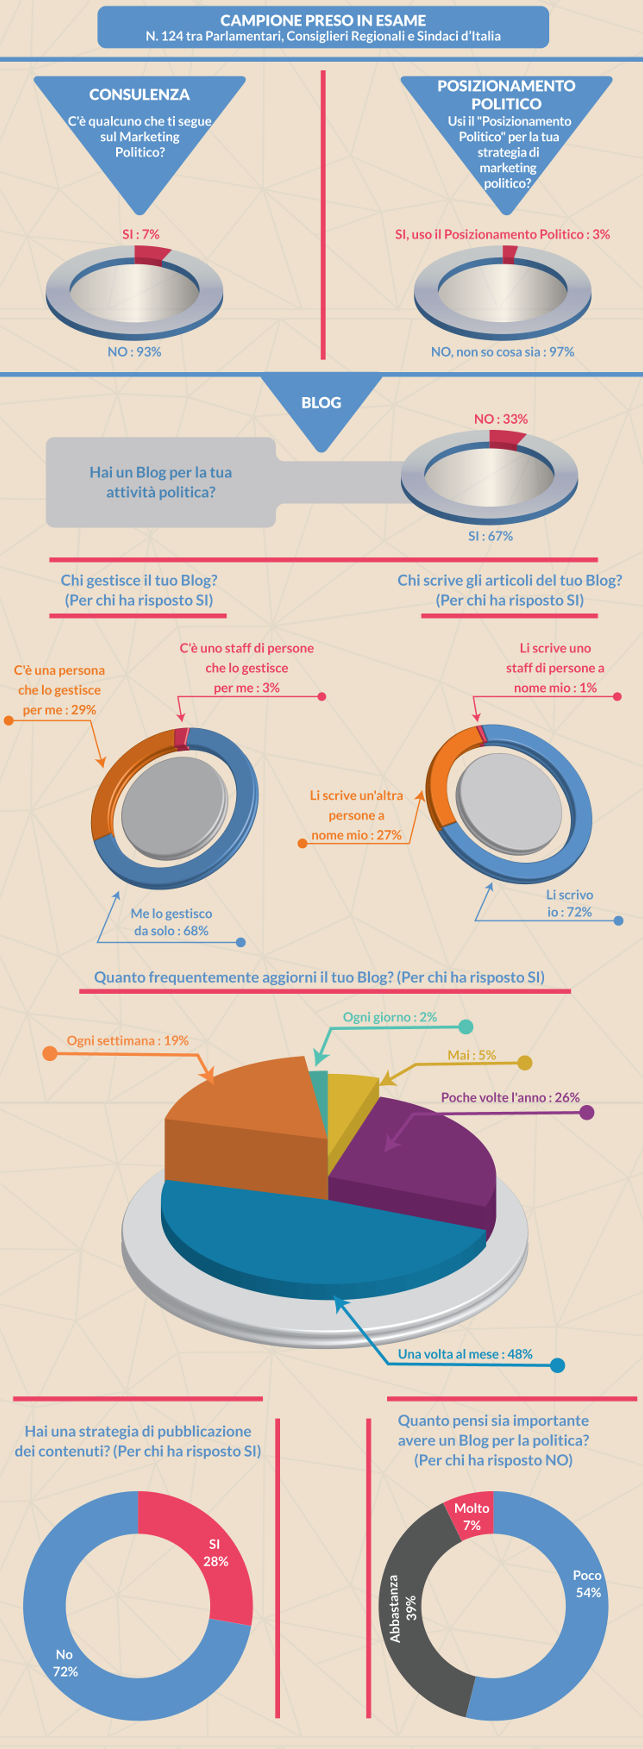 CAMPIONE PRESO IN ESAME
N. 124 tra Parlamentari, Consiglieri Regionali e Sindaci d'Italia
CONSULENZA
C'è qualcuno che ti segue
sul Marketing
Politico?
SI : 7%
NO : 93%
POSIZIONAMENTO
POLITICO
Usi il "Posizionamento
Politico" per la tua
strategia di
marketing
politico?
SI, uso il Posizionamento Politico : 3%
NO, non so cosa sia : 97%
BLOG
Hai un Blog per la tua
attività politica?
NO : 33%
SI : 67%
Chi gestisce il tuo Blog?
(Per chi ha risposto SI)
C'è uno staff di persone
che lo gestisce
per me : 3%
C'è una persona
che lo gestisce
per me : 29%
Me lo gestisco
da solo : 68%
Chi scrive gli articoli del tuo Blog?
(Per chi ha risposto SI)
Li scrive uno
staff di persone a
nome mio : 1%
Li scrive un'altra
persone a
nome mio : 27%
Li scrivo
io : 72%
Quanto frequentemente aggiorni il tuo Blog? (Per chi ha risposto SI)
Ogni giorno : 2%
Ogni settimana : 19%
Mai : 5%
Poche volte l'anno : 26%
Una volta al mese : 48%
Hai una strategia di pubblicazione
dei contenuti? (Per chi ha risposto SI)
SI
28%
No
72%
Quanto pensi sia importante
avere un Blog per la politica?
(Per chi ha risposto NO)
Molto
7%
Poco
54%
Abbastanza
39%